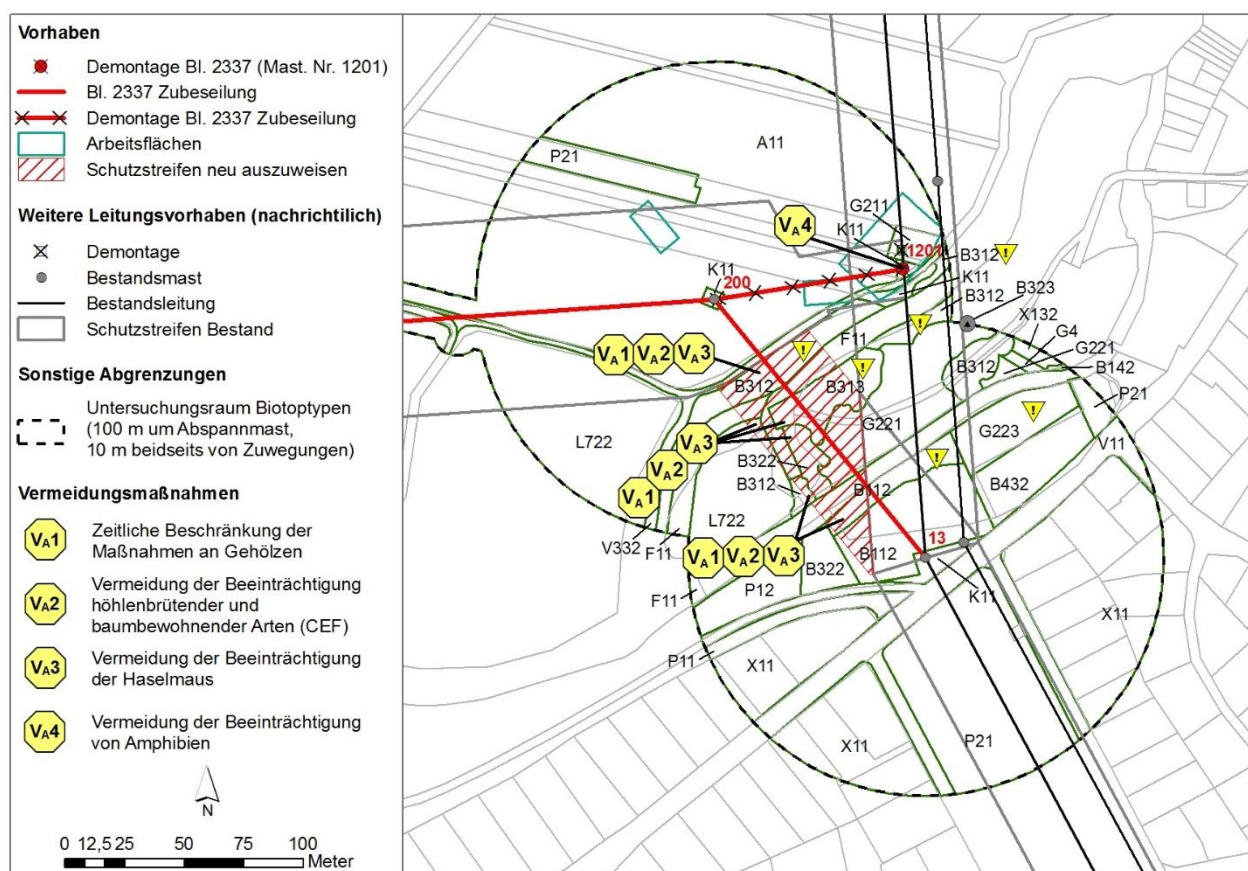 Vorhaben
Demontage Bl. 2337 (Mast. Nr. 1201)
Bl. 2337 Zubeseilung
Demontage Bl. 2337 Zubeseilung
Arbeitsflächen
Schutzstreifen neu auszuweisen
Weitere Leitungsvorhaben (nachrichtilich)
Demontage
Bestandsmast
Bestandsleitung
Schutzstreifen Bestand
Sonstige Abgrenzungen
Untersuchungsraum Biotoptypen
(100 m um Abspannmast,
10 m beidseits von Zuwegungen)
Vermeidungsmaßnahmen
VA1
Zeitliche Beschränkung der
Maßnahmen an Gehölzen
VA2
Vermeidung der Beeinträchtigung
höhlenbrütender und
baumbewohnender Arten (CEF)
VA3
Vermeidung der Beeinträchtigung
der Haselmaus
VA4
Vermeidung der Beeinträchtigung
von Amphibien
N
0 12,5 25 50 75 100
Meter
A11
P21
G211
VA4
K11
1201
B312
!
K11
K11
200
B312
B323
X132
!
G4
F11
G221
!
B142
VA1 VA2 VA3
B312
B313
!
B312
P21
L722
G221
!
G223
V11
VA3
B322
!
VA2
B312
B112
B432
VA1
L722
13
V332
F11
VA1 VA2 VA3
B322
B112
F11
P12
K11
X11
P11
X11
X11
P21